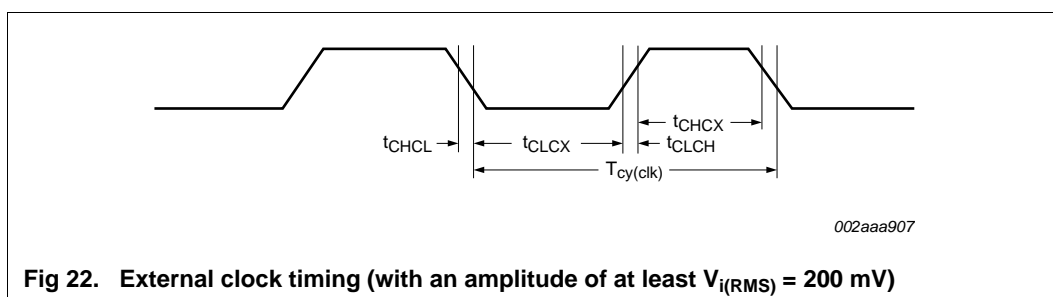 tCHCX
tCHCL tCLCX tCLCH
Tcy(clk)
002aaa907
Fig 22. External clock timing (with an amplitude of at least Vi(RMS) = 200 mV)